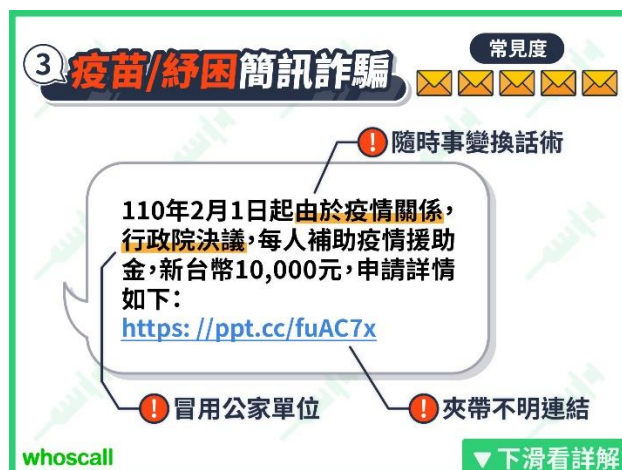 3 疫苗/紓困簡訊詐騙
常見度
! 隨時事變換話術
110年2月1日起由於疫情關係，
行政院決議，每人補助疫情援助
金，新台幣10,000元，申請詳情
如下：
https: //ppt.cc/fuAC7x
! 冒用公家單位
! 夾帶不明連結
whoscall
▼下滑看詳解